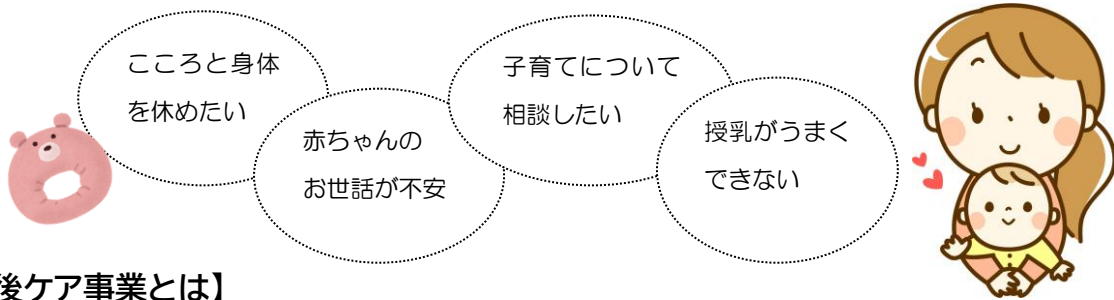 こころと身体
を休めたい
赤ちゃんの
お世話が不安
子育てについて
相談したい
授乳がうまく
できない
後ケア事業とは】